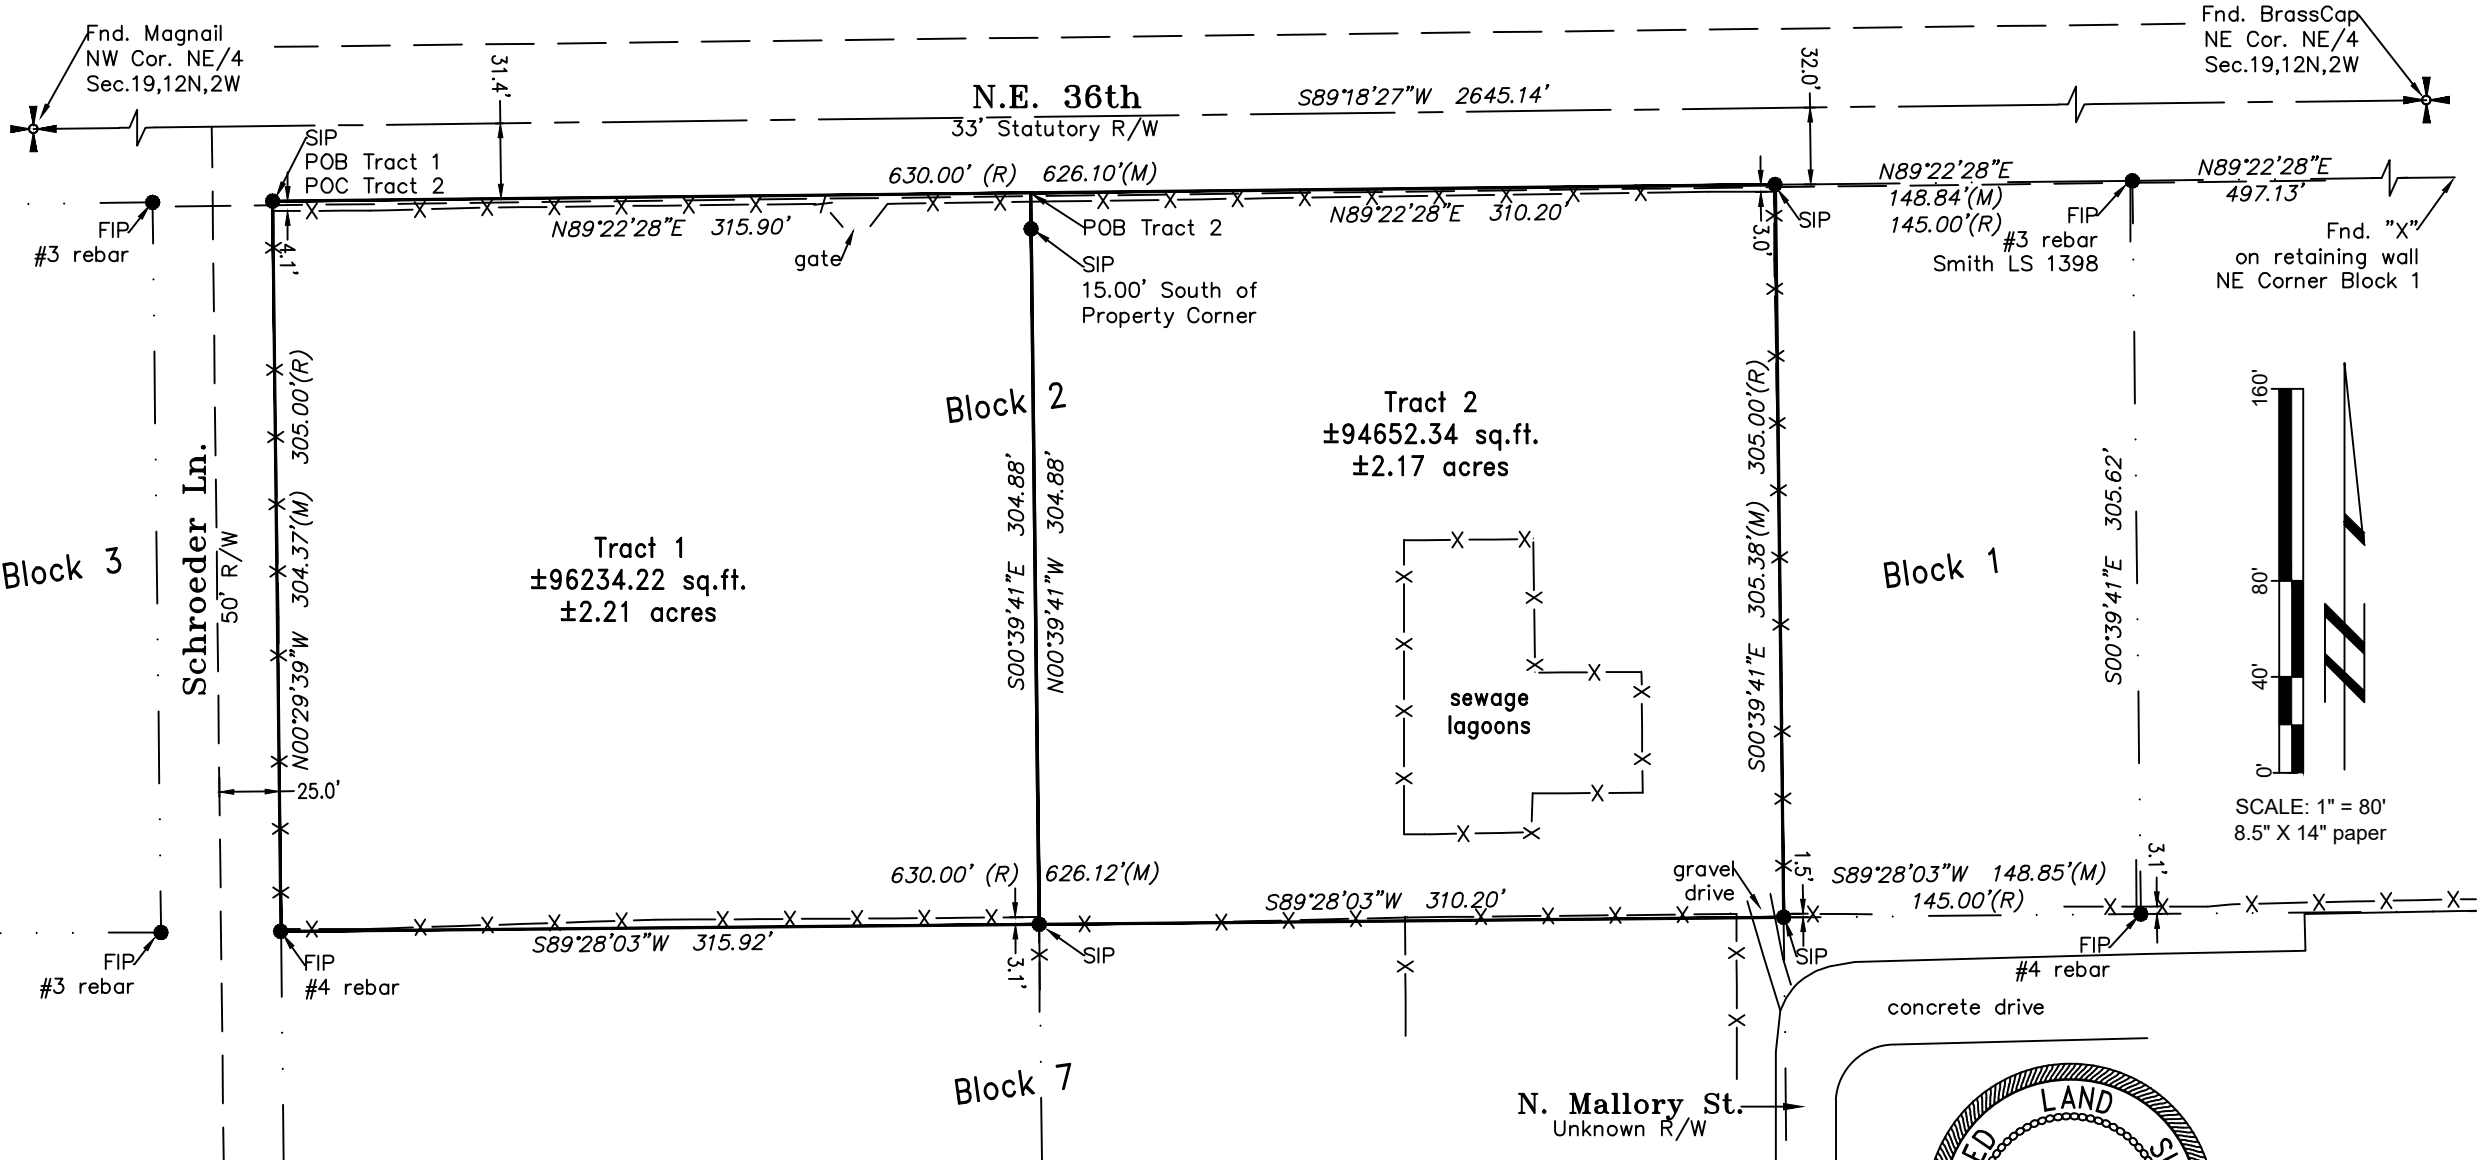 Fnd. Magnail
NW Cor. NE/4
Sec.19,12N,2W
Fnd. BrassCap
NE Cor. NE/4
Sec.19,12N,2W
31.4'
32.0'
N.E. 36th
33' Statutory R/W
S89°18'27"W 2645.14'
SIP
POB Tract 1
POC Tract 2
630.00' (R) 626.10'(M)
N89°22'28"E
148.84'(M)
145.00'(R)
N89°22'28"E
497.13'
FIP
#3 rebar
4.1'
N89°22'28"E 315.90'
gate
POB Tract 2
SIP
15.00' South of
Property Corner
N89°22'28"E 310.20'
3.0'
SIP
FIP
#3 rebar
Smith LS 1398
Fnd. "X"
on retaining wall
NE Corner Block 1
Block 3
Schroeder Ln.
50' R/W
N00°29'39"W 304.37'(M) 305.00'(R)
25.0'
Tract 1
±96234.22 sq.ft.
±2.21 acres
Block 2
S00°39'41"E 304.88'
N00°39'41"W 304.88'
Tract 2
±94652.34 sq.ft.
±2.17 acres
sewage
lagoons
S00°39'41"E 305.38'(M) 305.00'(R)
Block 1
S00°39'41"E 305.62'
160'
80'
40'
0'
N
SCALE: 1" = 80'
8.5" X 14" paper
630.00' (R) 626.12'(M)
S89°28'03"W 315.92'
3.1'
SIP
S89°28'03"W 310.20'
gravel
drive
1.5'
SIP
S89°28'03"W 148.85'(M)
145.00'(R)
3.1'
FIP
#4 rebar
FIP
#3 rebar
FIP
#4 rebar
concrete drive
Block 7
N. Mallory St.
Unknown R/W
LAND